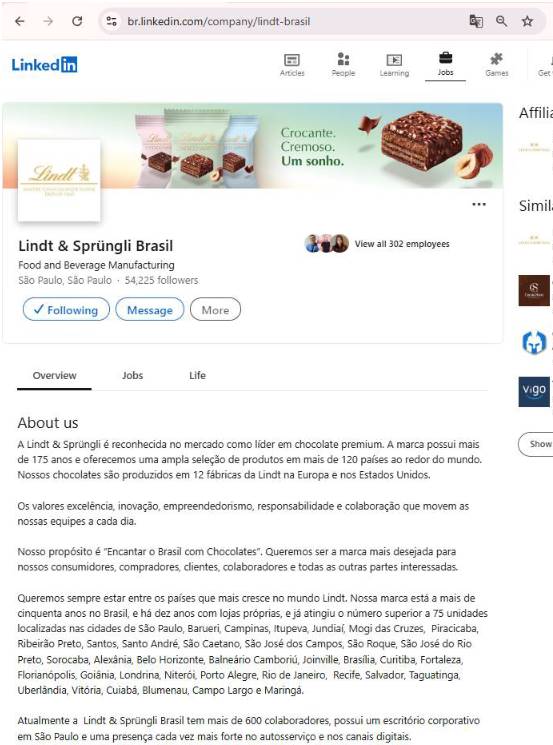 br.linkedin.com/company/lindt-brasil
Linked in
Articles
People
Learning
Jobs
Games
Lindt
Crocante.
Cremoso.
Um sonho.
Lindt
Lindt & Sprüngli Brasil
View all 302 employees
Food and Beverage Manufacturing
São Paulo, São Paulo · 54,225 followers
✓ Following
Message
More
Overview
Jobs
Life
About us
A Lindt & Sprüngli é reconhecida no mercado como líder em chocolate premium. A marca possui mais
de 175 anos e oferecemos uma ampla seleção de produtos em mais de 120 países ao redor do mundo.
Nossos chocolates são produzidos em 12 fábricas da Lindt na Europa e nos Estados Unidos.
Os valores excelência, inovação, empreendedorismo, responsabilidade e colaboração que movem as
nossas equipes a cada dia.
Nosso propósito é “Encantar o Brasil com Chocolates”. Queremos ser a marca mais desejada para
nossos consumidores, compradores, clientes, colaboradores e todas as outras partes interessadas.
Queremos sempre estar entre os países que mais cresce no mundo Lindt. Nossa marca está a mais de
cinquenta anos no Brasil, e há dez anos com lojas próprias, e já atingiu o número superior a 75 unidades
localizadas nas cidades de São Paulo, Barueri, Campinas, Itupeva, Jundiaí, Mogi das Cruzes, Piracicaba,
Ribeirão Preto, Santos, Santo André, São Caetano, São José dos Campos, São Roque, São José do Rio
Preto, Sorocaba, Alexânia, Belo Horizonte, Balneário Camboriú, Joinville, Brasília, Curitiba, Fortaleza,
Florianópolis, Goiânia, Londrina, Niterói, Porto Alegre, Rio de Janeiro, Recife, Salvador, Taguatinga,
Uberlândia, Vitória, Cuiabá, Blumenau, Campo Largo e Maringá.
Atualmente a Lindt & Sprüngli Brasil tem mais de 600 colaboradores, possui um escritório corporativo
em São Paulo e uma presença cada vez mais forte no autosserviço e nos canais digitais.
Get
Affilia
Simila
vigo
Show